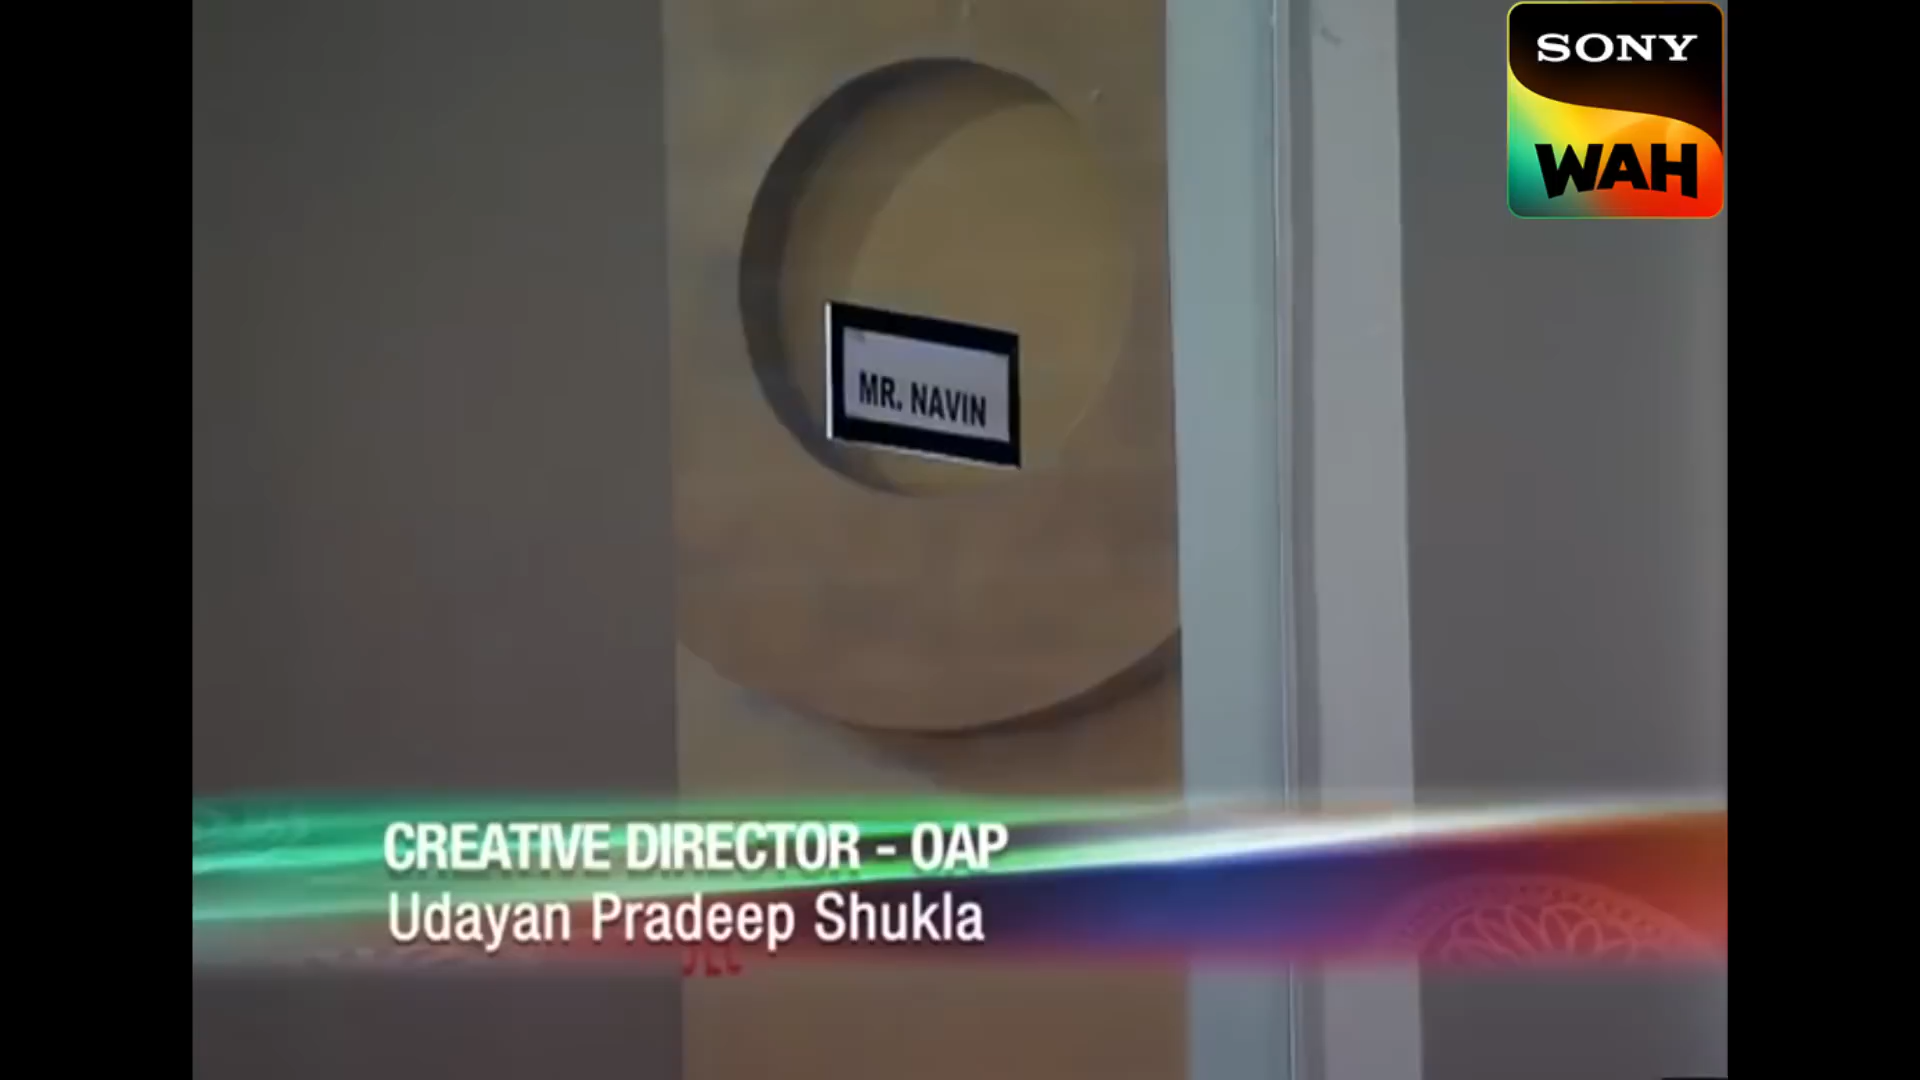 SONY
WAH
MR. NAVIN
CREATIVE DIRECTOR - OAP
Udayan Pradeep Shukla